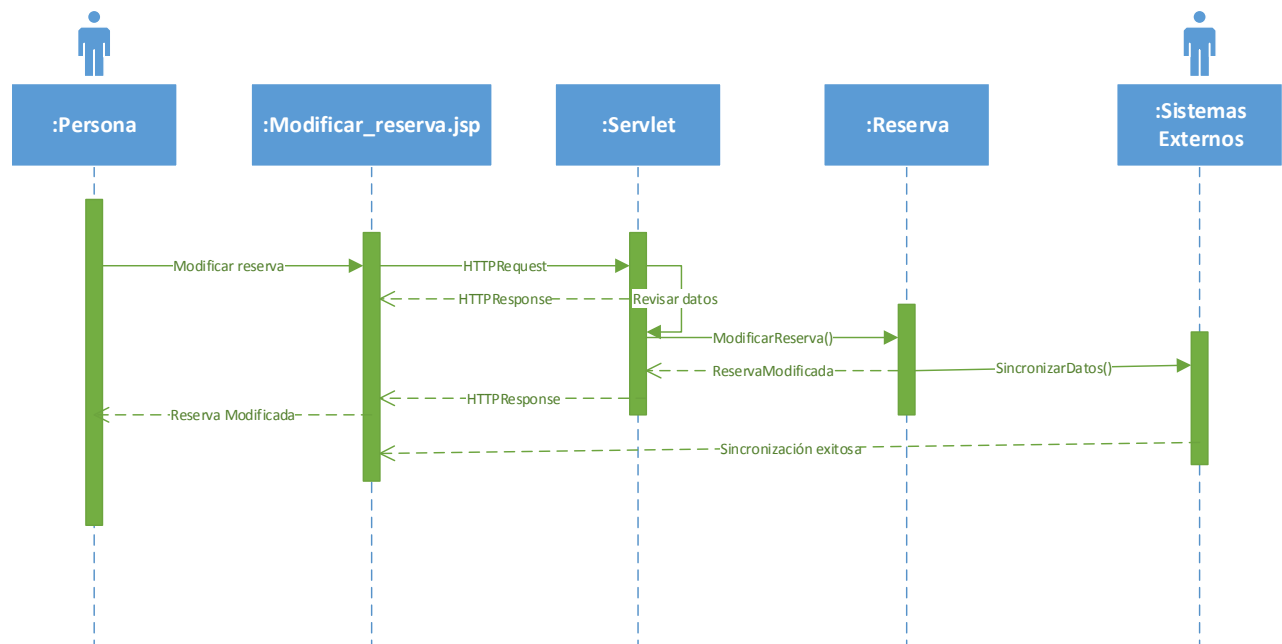 :Persona
:Modificar_reserva.jsp
:Servlet
:Reserva
:Sistemas
Externos
Modificar reserva
HTTPRequest
HTTPResponse
Revisar datos
ModificarReserva()
ReservaModificada
SincronizarDatos()
HTTPResponse
Reserva Modificada
Sincronización exitosa